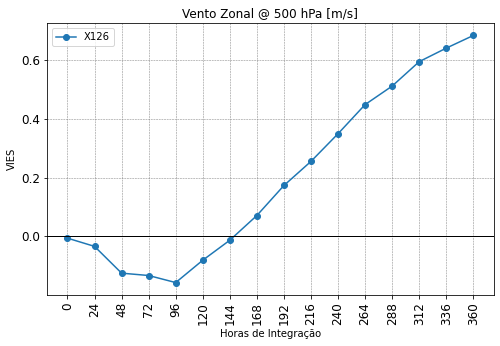 Vento Zonal @ 500 hPa [m/s]
X126
VIES
0.6
0.4
0.2
0.0
0 24 48 72 96 120 144 168 192 216 240 264 288 312 336 360
Horas de Integração